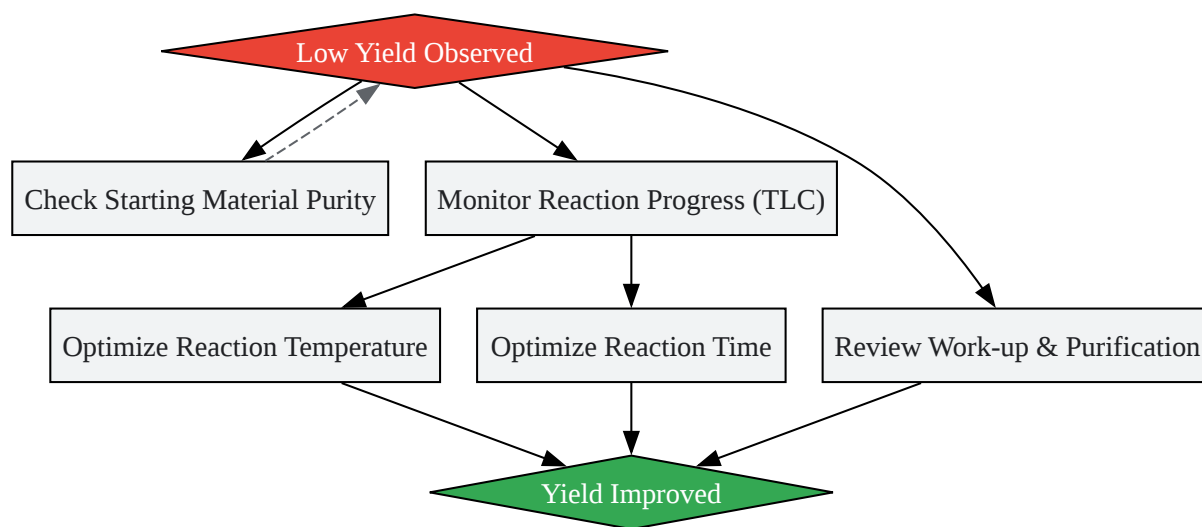 Low Yield Observed
Check Starting Material Purity
Monitor Reaction Progress (TLC)
Optimize Reaction Temperature
Optimize Reaction Time
Review Work-up & Purification
Yield Improved